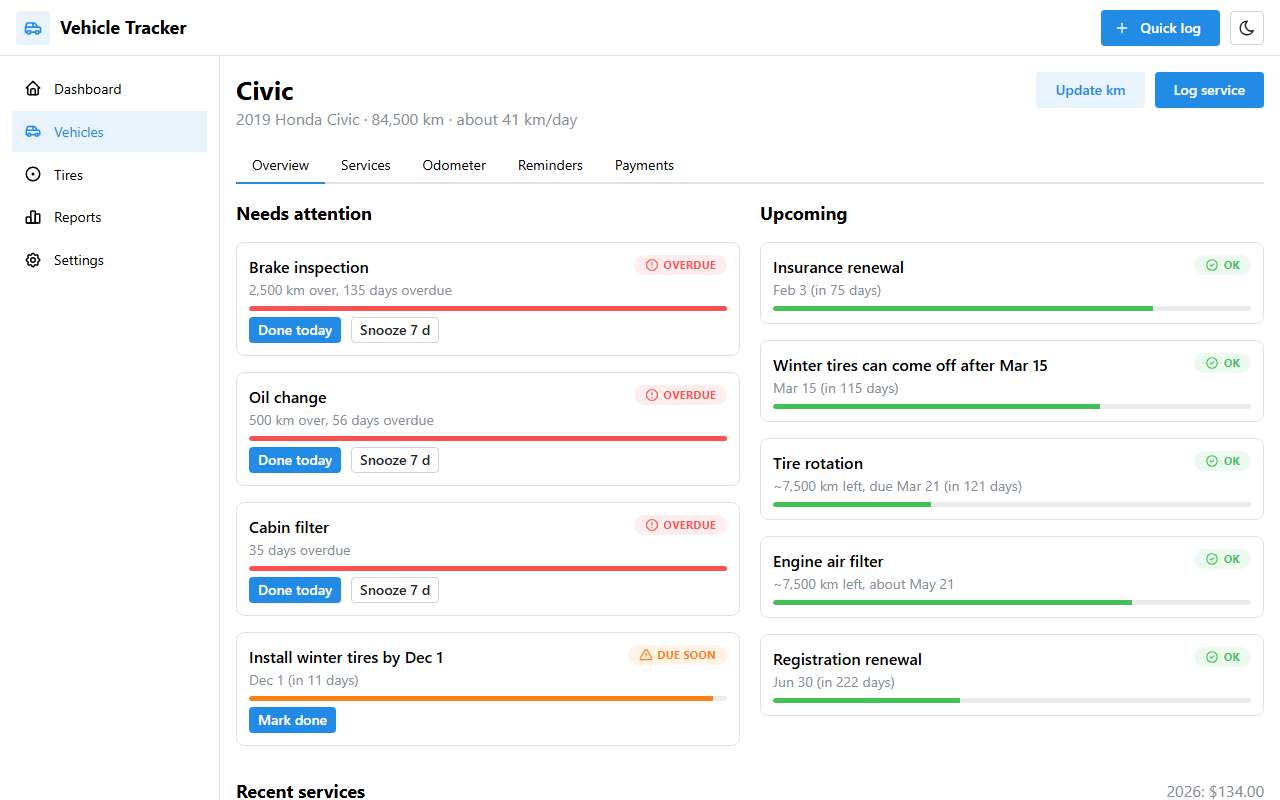 Vehicle Tracker
Quick log
Dashboard
Vehicles
Tires
Reports
Settings
Civic
2019 Honda Civic · 84,500 km · about 41 km/day
Update km
Log service
Overview
Services
Odometer
Reminders
Payments
Needs attention
Brake inspection
OVERDUE
2,500 km over, 135 days overdue
Done today
Snooze 7 d
Oil change
OVERDUE
500 km over, 56 days overdue
Done today
Snooze 7 d
Cabin filter
OVERDUE
35 days overdue
Done today
Snooze 7 d
Install winter tires by Dec 1
DUE SOON
Dec 1 (in 11 days)
Mark done
Upcoming
Insurance renewal
OK
Feb 3 (in 75 days)
Winter tires can come off after Mar 15
OK
Mar 15 (in 115 days)
Tire rotation
OK
~7,500 km left, due Mar 21 (in 121 days)
Engine air filter
OK
~7,500 km left, about May 21
Registration renewal
OK
Jun 30 (in 222 days)
Recent services
2026: $134.00